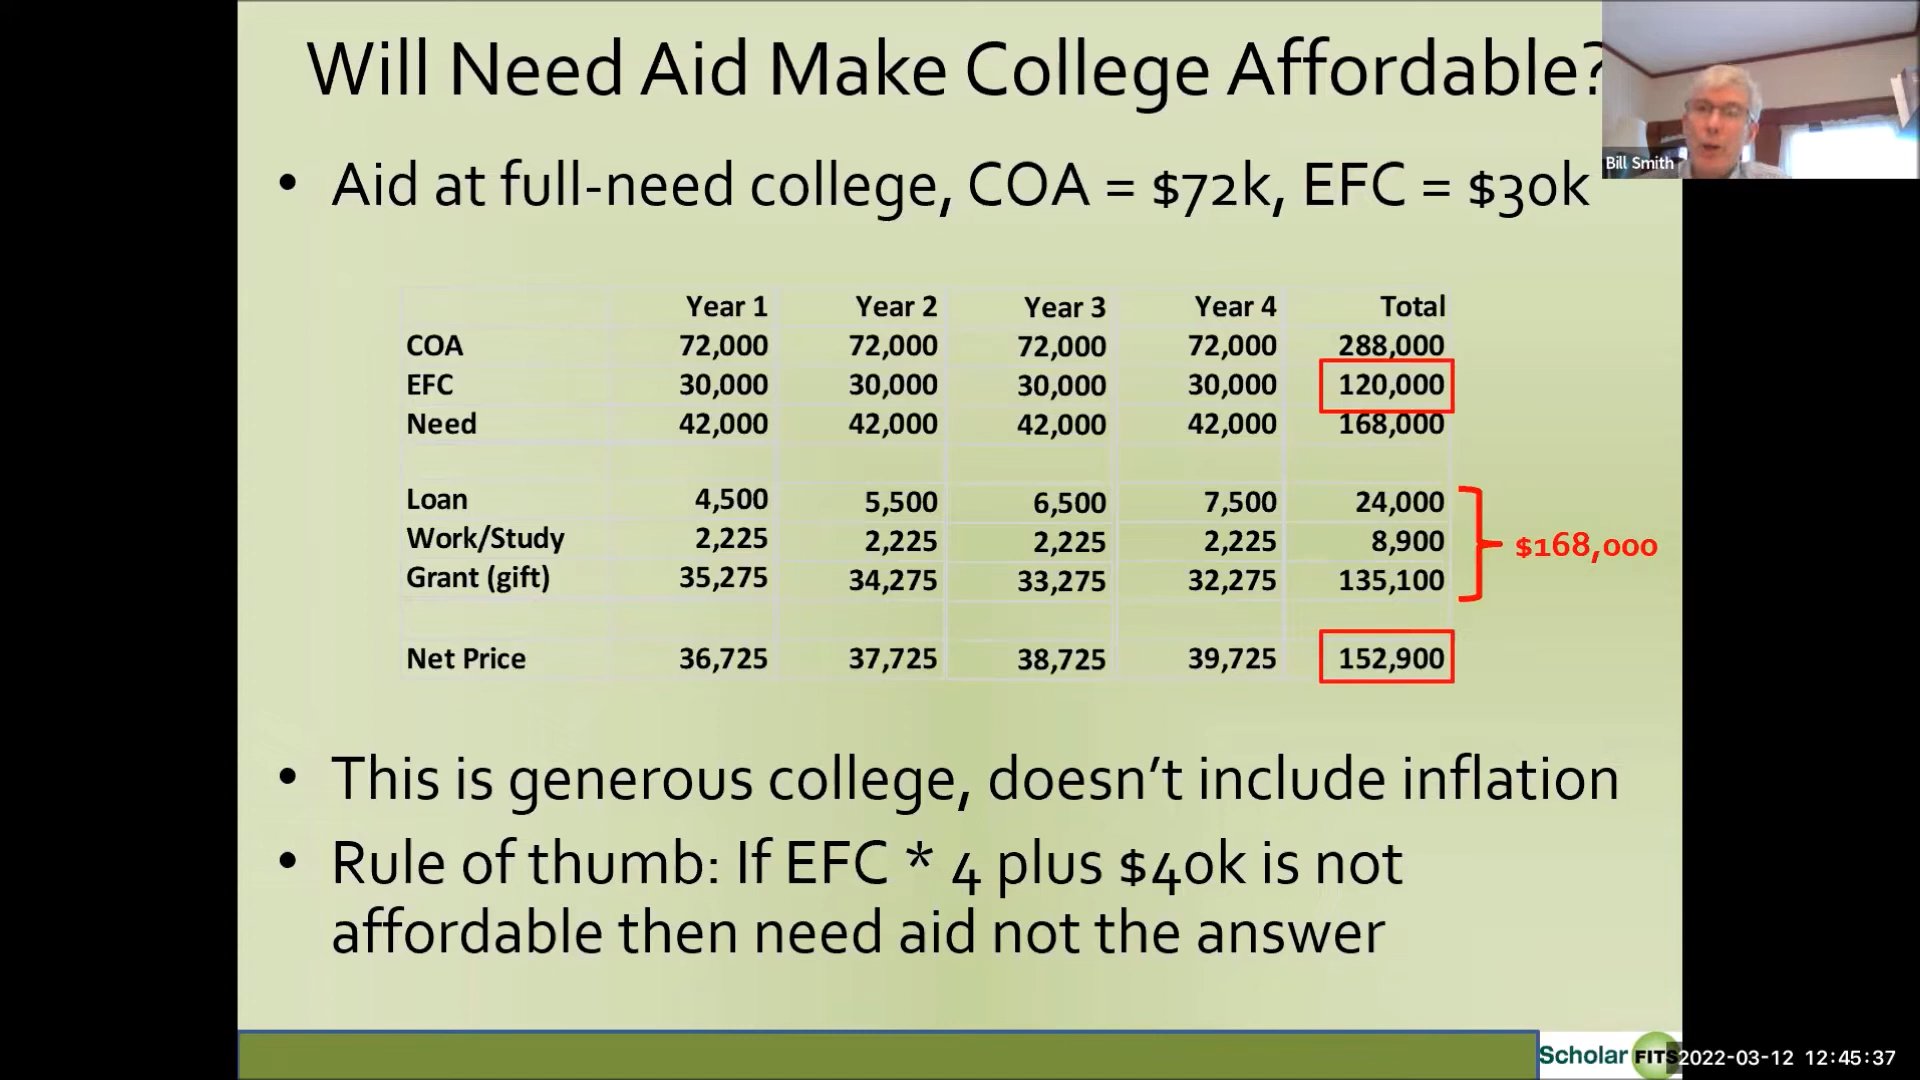 Will Need Aid Make College Affordable?
Bill Smith
• Aid at full-need college, COA = $72k, EFC = $30k
Year 1 Year 2 Year 3 Year 4 Total
COA 72,000 72,000 72,000 72,000 288,000
EFC 30,000 30,000 30,000 30,000 120,000
Need 42,000 42,000 42,000 42,000 168,000
Loan 4,500 5,500 6,500 7,500 24,000
Work/Study 2,225 2,225 2,225 2,225 8,900
$168,000
Grant (gift) 35,275 34,275 33,275 32,275 135,100
Net Price 36,725 37,725 38,725 39,725 152,900
• This is generous college, doesn't include inflation
• Rule of thumb: If EFC * 4 plus $40k is not
affordable then need aid not the answer
Scholar FITS
2022-03-12 12:45:37